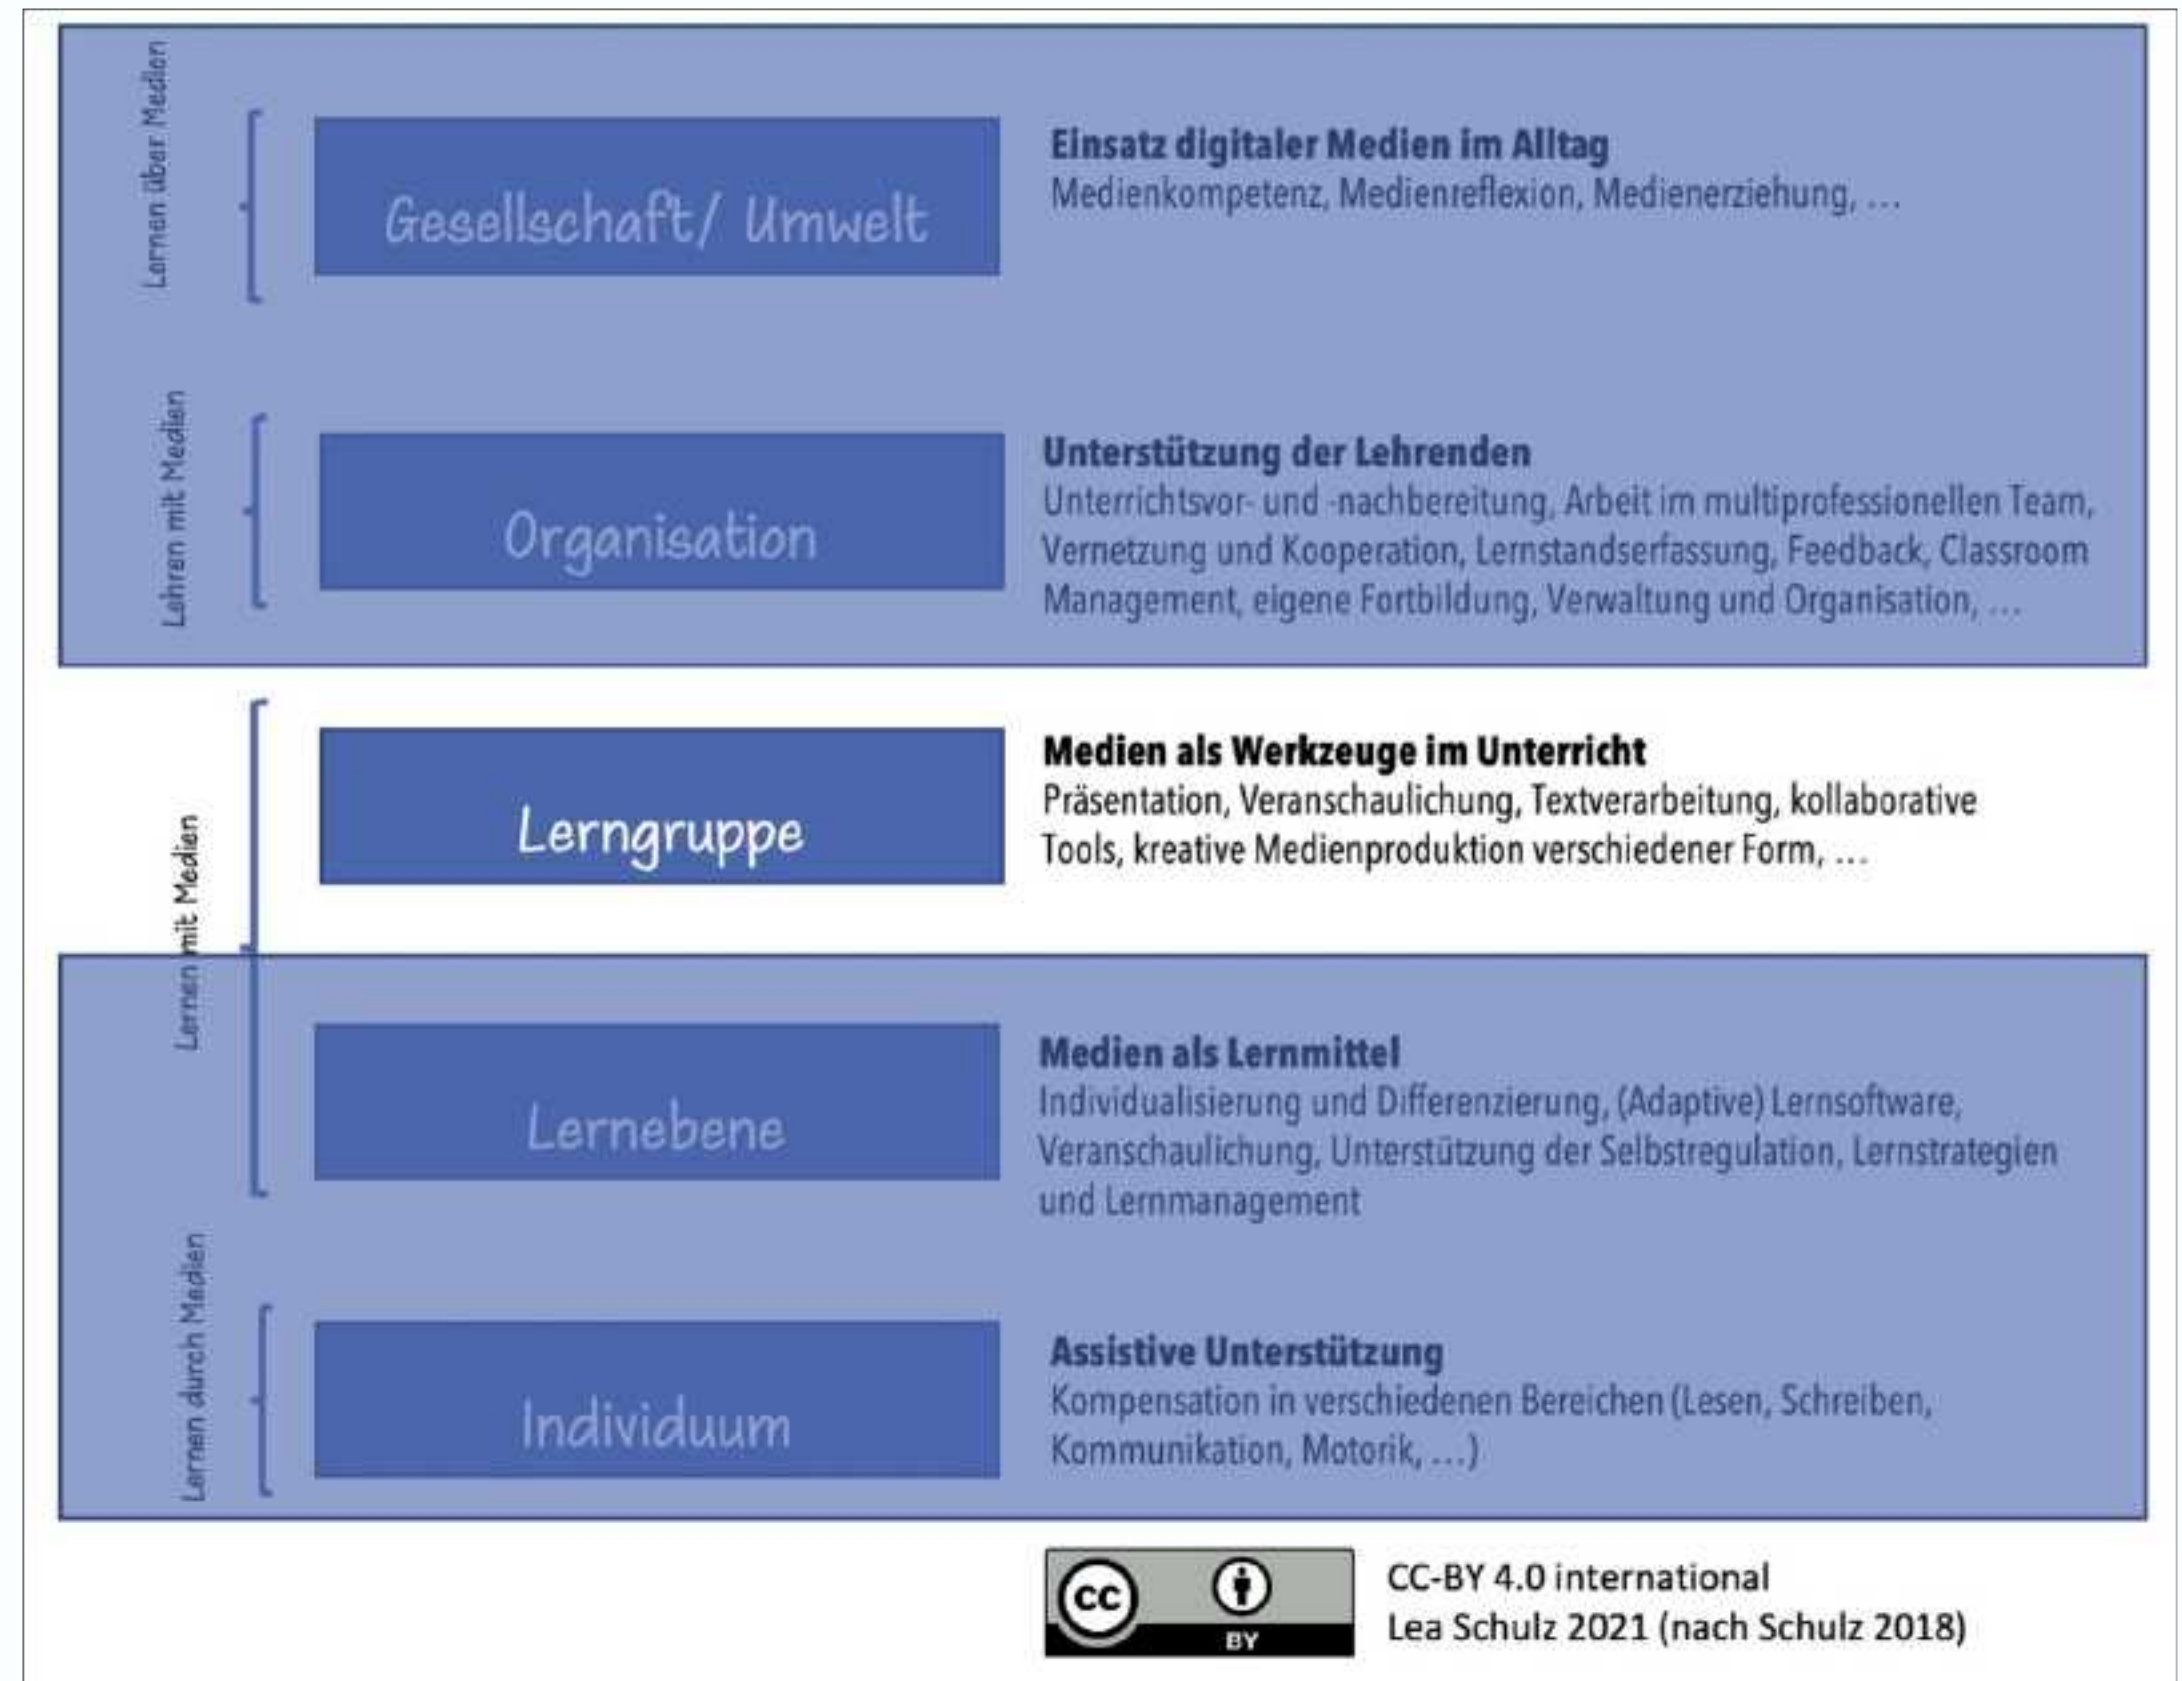 Lernen über Medien
Gesellschaft/ Umwelt
Einsatz digitaler Medien im Alltag
Medienkompetenz, Medienreflexion, Medienerziehung, ...
Lehren mit Medien
Organisation
Unterstützung der Lehrenden
Unterrichtsvor- und -nachbereitung, Arbeit im multiprofessionellen Team,
Vernetzung und Kooperation, Lernstandserfassung, Feedback, Classroom
Management, eigene Fortbildung, Verwaltung und Organisation, ...
Lernen mit Medien
Lerngruppe
Medien als Werkzeuge im Unterricht
Präsentation, Veranschaulichung, Textverarbeitung, kollaborative
Tools, kreative Medienproduktion verschiedener Form, ...
Lernebene
Medien als Lernmittel
Individualisierung und Differenzierung, (Adaptive) Lernsoftware,
Veranschaulichung, Unterstützung der Selbstregulation, Lernstrategien
und Lernmanagement
Lernen durch Medien
Individuum
Assistive Unterstützung
Kompensation in verschiedenen Bereichen (Lesen, Schreiben,
Kommunikation, Motorik, ...)
cc
BY
CC-BY 4.0 international
Lea Schulz 2021 (nach Schulz 2018)